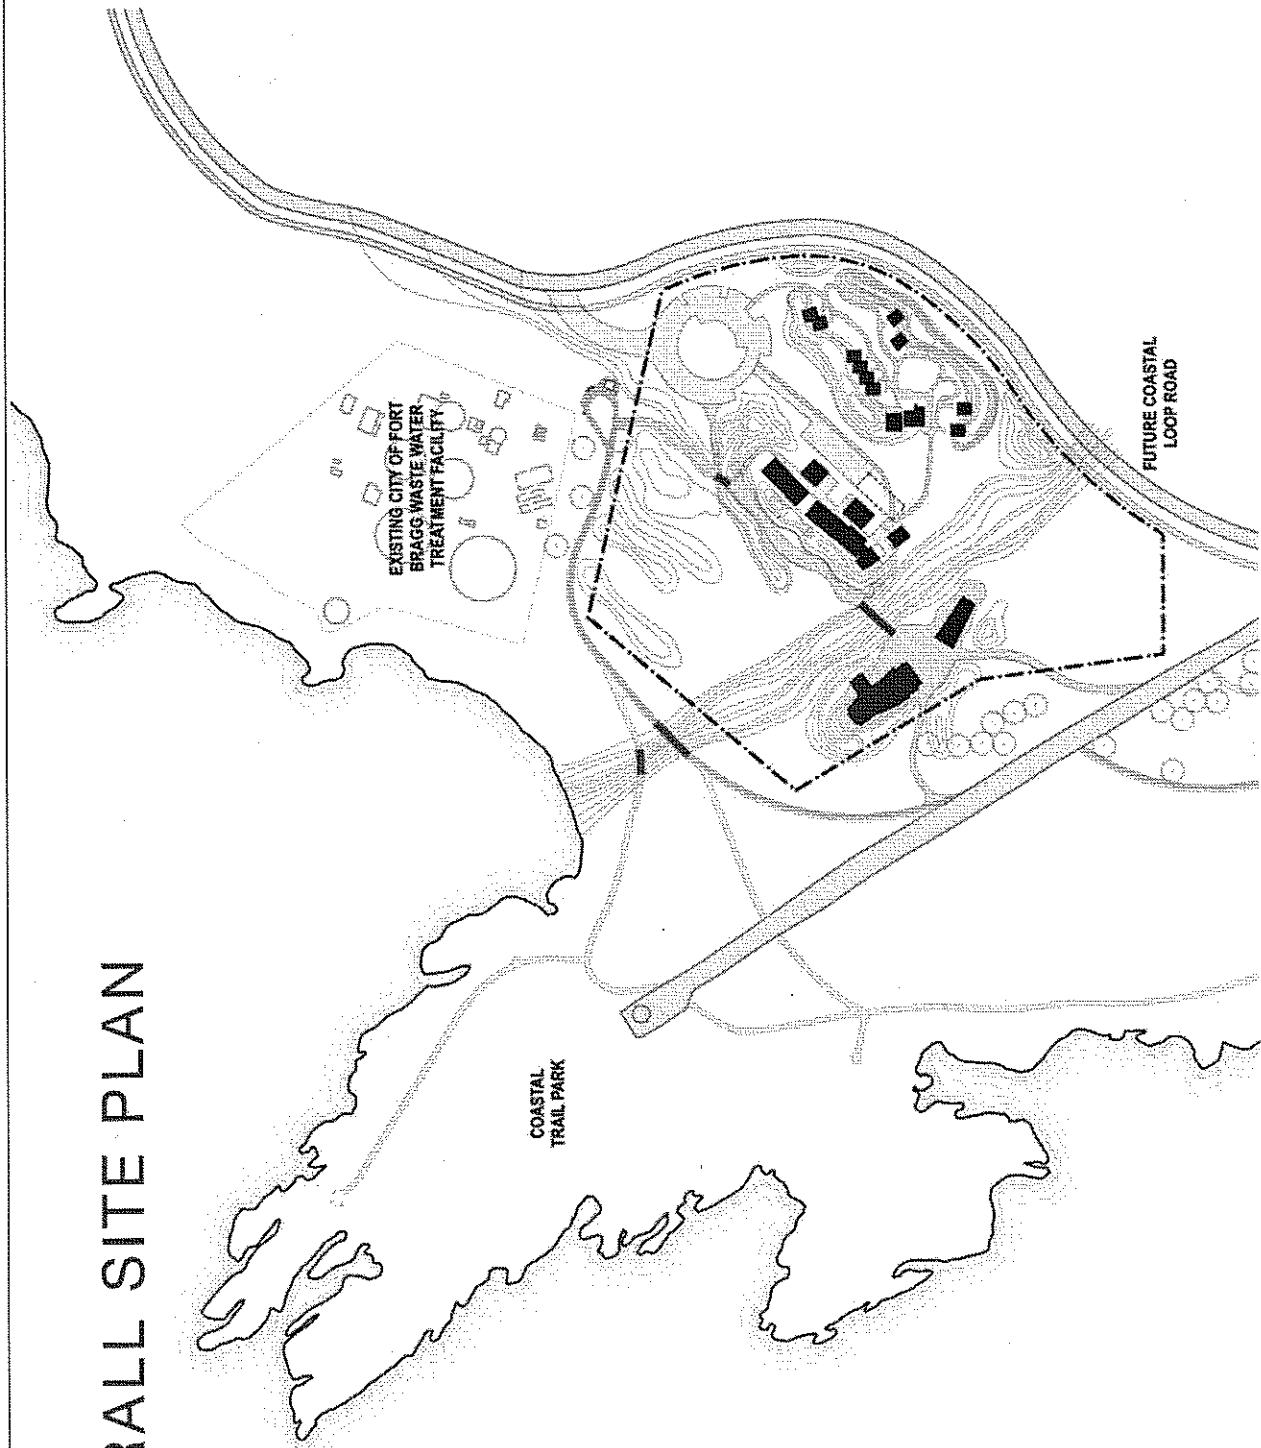 RALL SITE PLAN
EXISTING CITY OF FORT
BRAGG WASTE WATER
TREATMENT FACILITY
COASTAL
TRAIL PARK
FUTURE COASTAL
LOOP ROAD